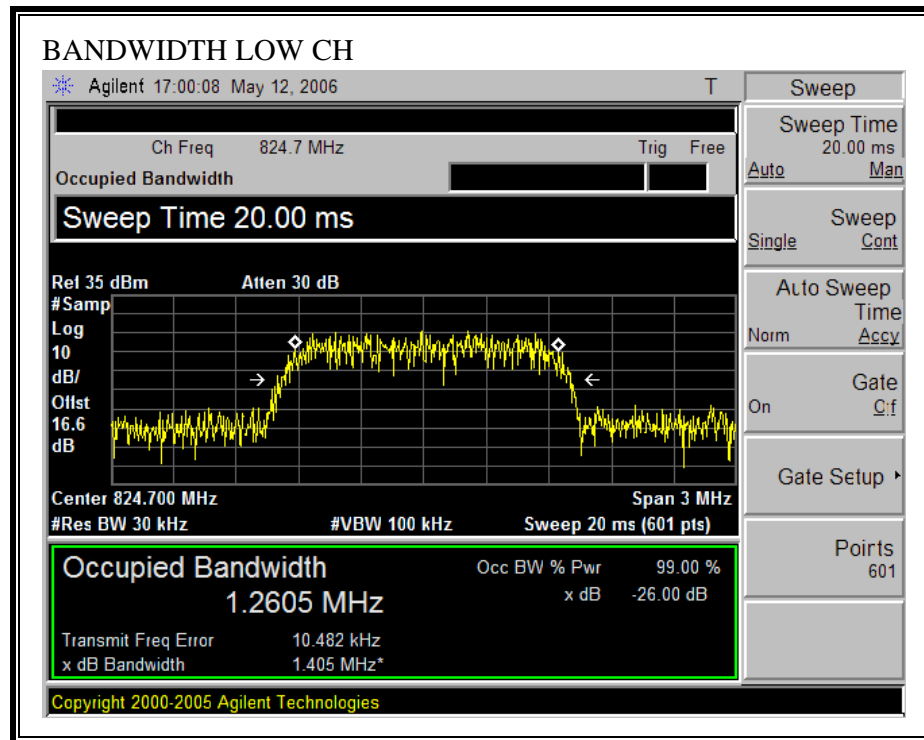 BANDWIDTH LOW CH
Agilent 17:00:08 May 12, 2006 T
Sweep
Ch Freq 824.7 MHz Trig Free
Occupied Bandwidth
Sweep Time 20.00 ms
Sweep Time
20.00 ms
Auto Man
Sweep
Single Cont
Auto Sweep
Time
Norm Accy
Gate
On Off
Gate Setup
Points
601
Ref 35 dBm Atten 30 dB
#Samp
Log
10
dB/
Offst
16.6
dB
Center 824.700 MHz Span 3 MHz
#Res BW 30 kHz #VBW 100 kHz Sweep 20 ms (601 pts)
Occupied Bandwidth Occ BW % Pwr 99.00 %
1.2605 MHz x dB -26.00 dB
Transmit Freq Error 10.482 kHz
x dB Bandwidth 1.405 MHz*
Copyright 2000-2005 Agilent Technologies